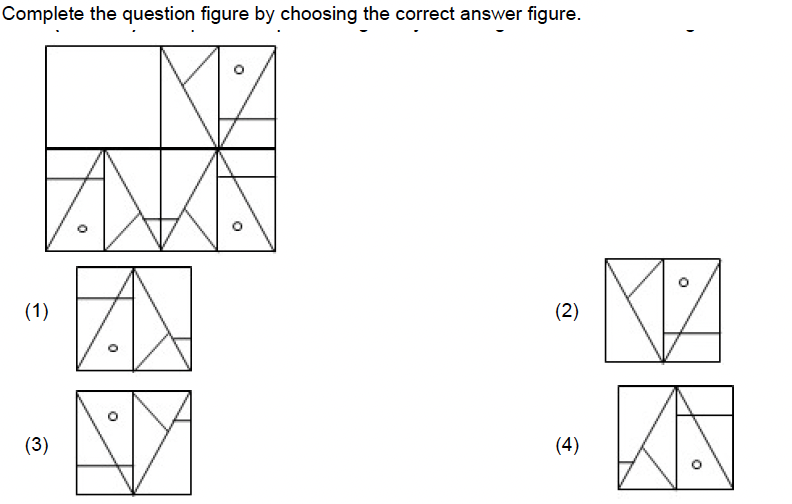 Complete the question figure by choosing the correct answer figure.
(1)
(2)
(3)
(4)